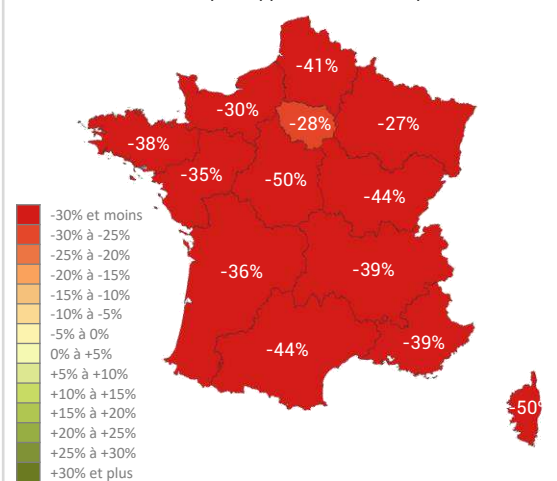 -41%
-30%
-28%
-27%
-38%
-35%
-50%
-44%
-36%
-39%
-44%
-39%
-50%
-30% et moins
-30% à -25%
-25% à -20%
-20% à -15%
-15% à -10%
-10% à -5%
-5% à 0%
0% à +5%
+5% à +10%
+10% à +15%
+15% à +20%
+20% à +25%
+25% à +30%
+30% et plus